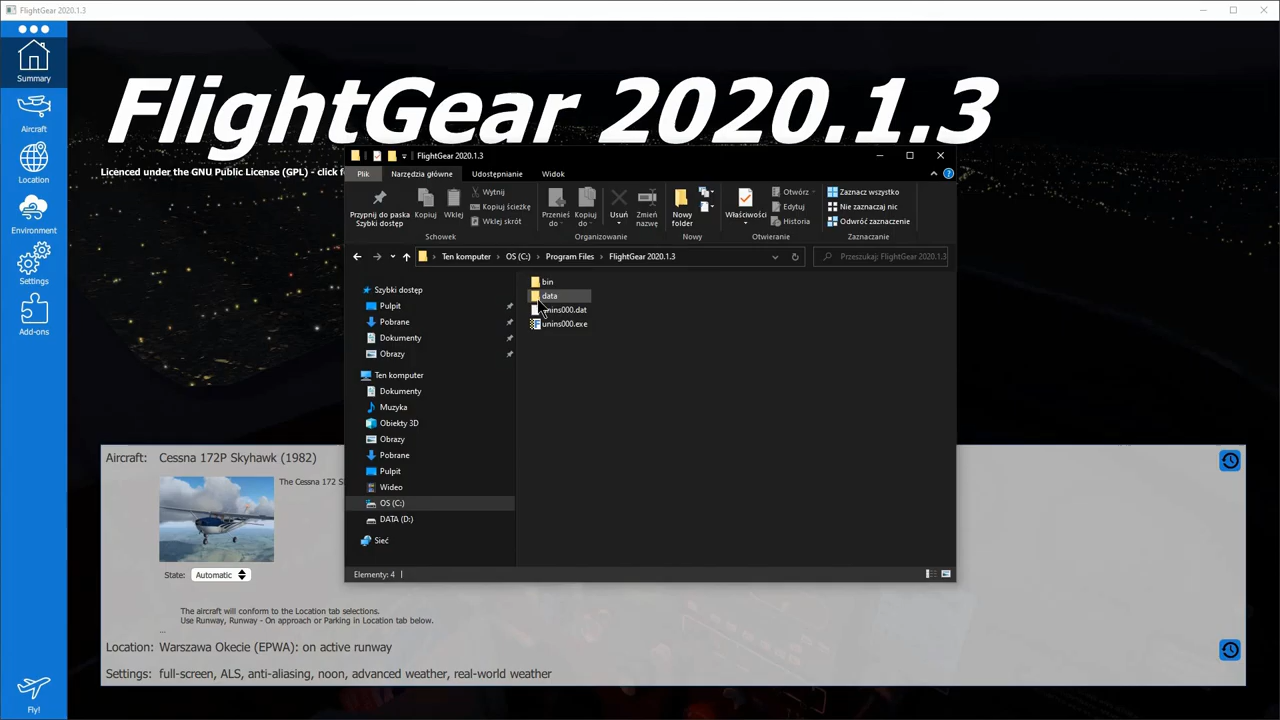 FlightGear 2020.1.3
Summary
Aircraft
Location
Environment
Settings
Add-ons
Fly!
FlightGear 2020.1.3
Licenced under the GNU Public License (GPL) - click f
FlightGear 2020.1.3
Plik
Narzędzia główne
Udostępnianie
Widok
Przypnij do paska
Szybki dostęp
Kopiuj
Wklej
Wytnij
Kopiuj ścieżkę
Wklej skrót
Schowek
Przenieś
do
Kopiuj
do
Usuń
Zmień
nazwę
Organizowanie
Nowy
folder
Nowy
Właściwości
Otwórz
Edytuj
Historia
Otwieranie
Zaznacz wszystko
Nie zaznaczaj nic
Odwróć zaznaczenie
Zaznaczanie
Ten komputer > OS (C:) > Program Files > FlightGear 2020.1.3
Przeszukaj: FlightGear 2020.1.3
Szybki dostęp
Pulpit
Pobrane
Dokumenty
Obrazy
Ten komputer
Dokumenty
Muzyka
Obiekty 3D
Obrazy
Pobrane
Pulpit
Wideo
OS (C:)
DATA (D:)
Sieć
bin
data
unins000.dat
unins000.exe
Elementy: 4
Aircraft: Cessna 172P Skyhawk (1982)
The Cessna 172 S
State: Automatic
The aircraft will conform to the Location tab selections.
Use Runway, Runway - On approach or Parking in Location tab below.
...
Location: Warszawa Okecie (EPWA): on active runway
Settings: full-screen, ALS, anti-aliasing, noon, advanced weather, real-world weather